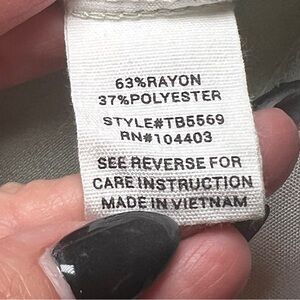 63%RAYON
37%POLYESTER
STYLE#TB5569
RN#104403
SEE REVERSE FOR
CARE INSTRUCTION
MADE IN VIETNAM